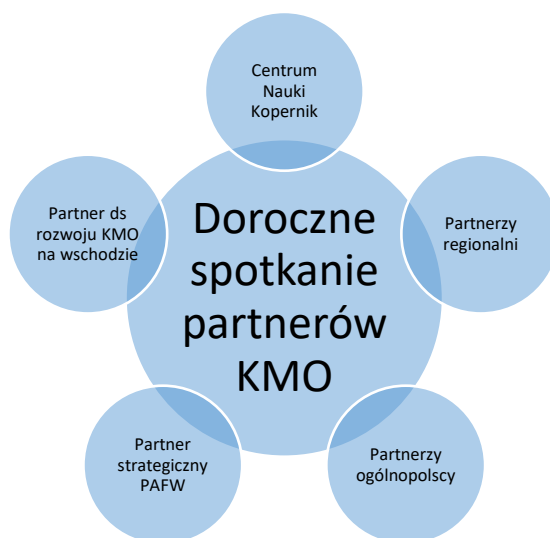 Centrum
Nauki
Kopernik
Partner ds
rozwoju KMO
na wschodzie
Doroczne
spotkanie
partnerów
KMO
Partnerzy
regionalni
Partner
strategiczny
PAFW
Partnerzy
ogólnopolscy